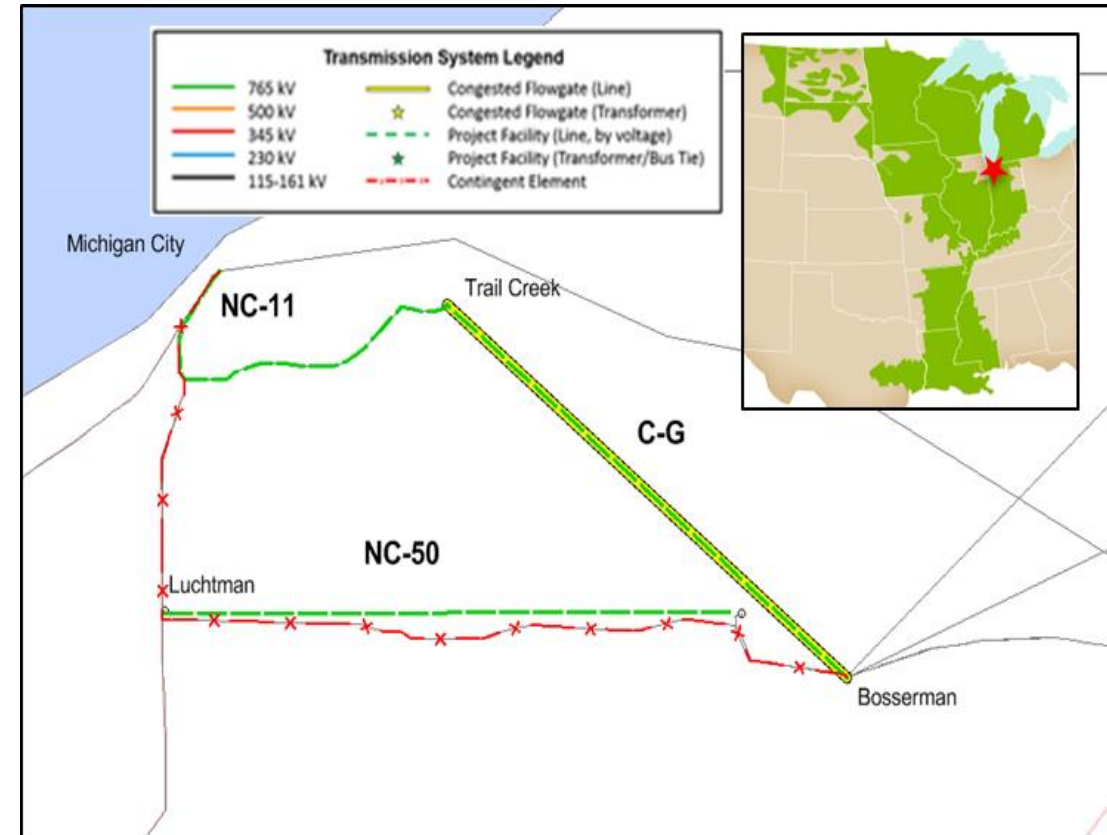 Transmission System Legend
765 kV
500 kV
345 kV
230 kV
115-161 kV
Congested Flowgate (Line)
Congested Flowgate (Transformer)
Project Facility (Line, by voltage)
Project Facility (Transformer/Bus Tie)
Contingent Element
Michigan City
NC-11
Trail Creek
C-G
NC-50
Luchtman
Bosserman